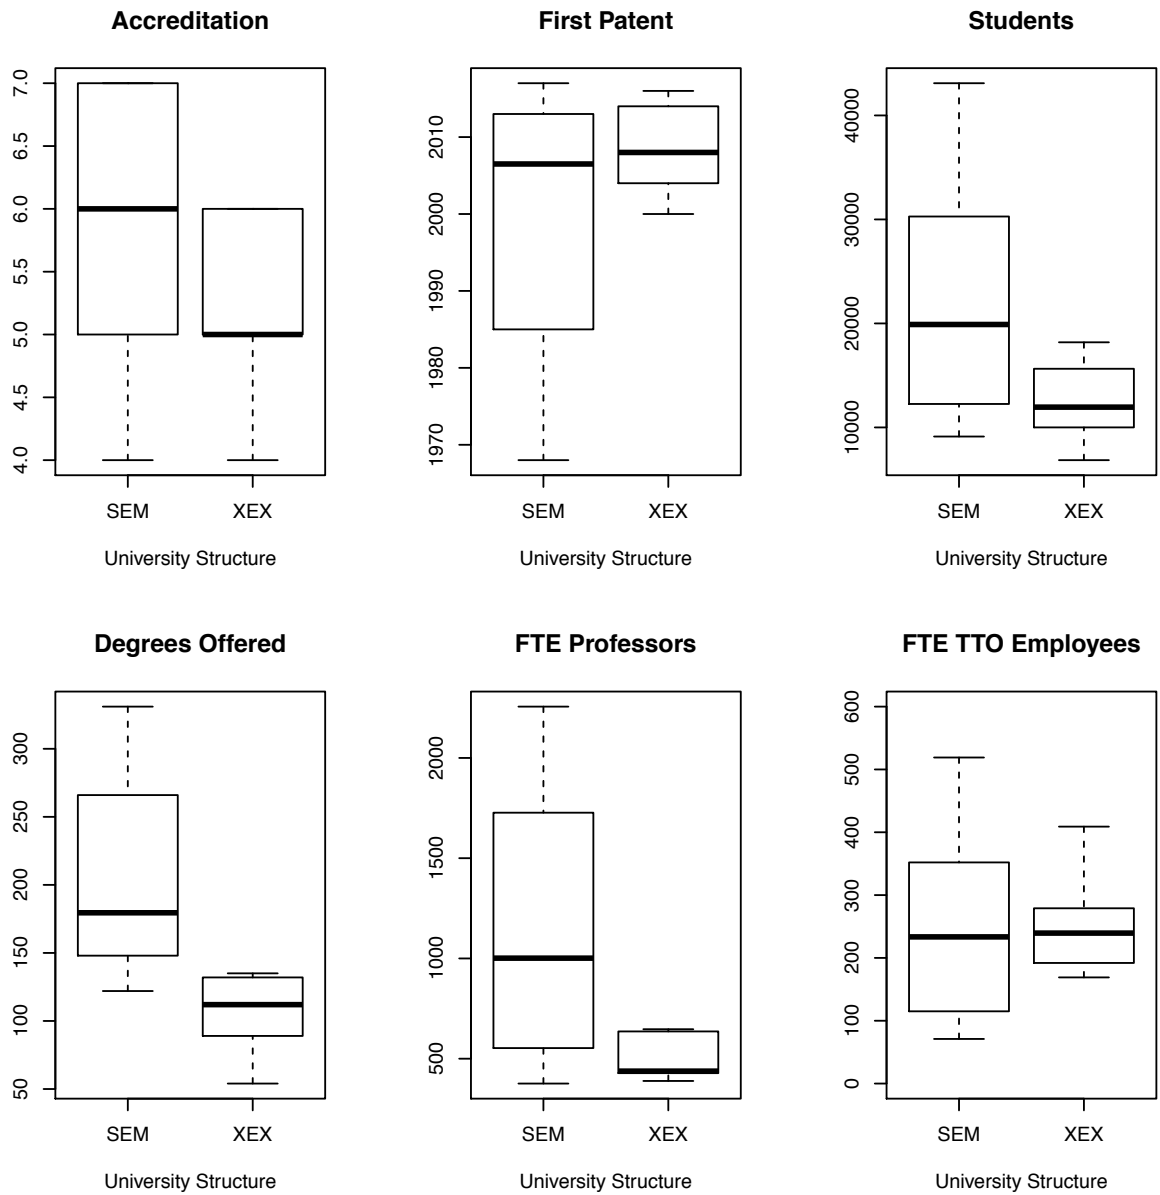 Accreditation
First Patent
Students
7.0
6.5
6.0
5.5
5.0
4.5
4.0
2010
2000
1990
1980
1970
40000
30000
20000
10000
SEM XEX
SEM XEX
SEM XEX
University Structure
University Structure
University Structure
Degrees Offered
FTE Professors
FTE TTO Employees
300
250
200
150
100
50
2000
1500
1000
500
600
500
400
300
200
100
0
SEM XEX
SEM XEX
SEM XEX
University Structure
University Structure
University Structure